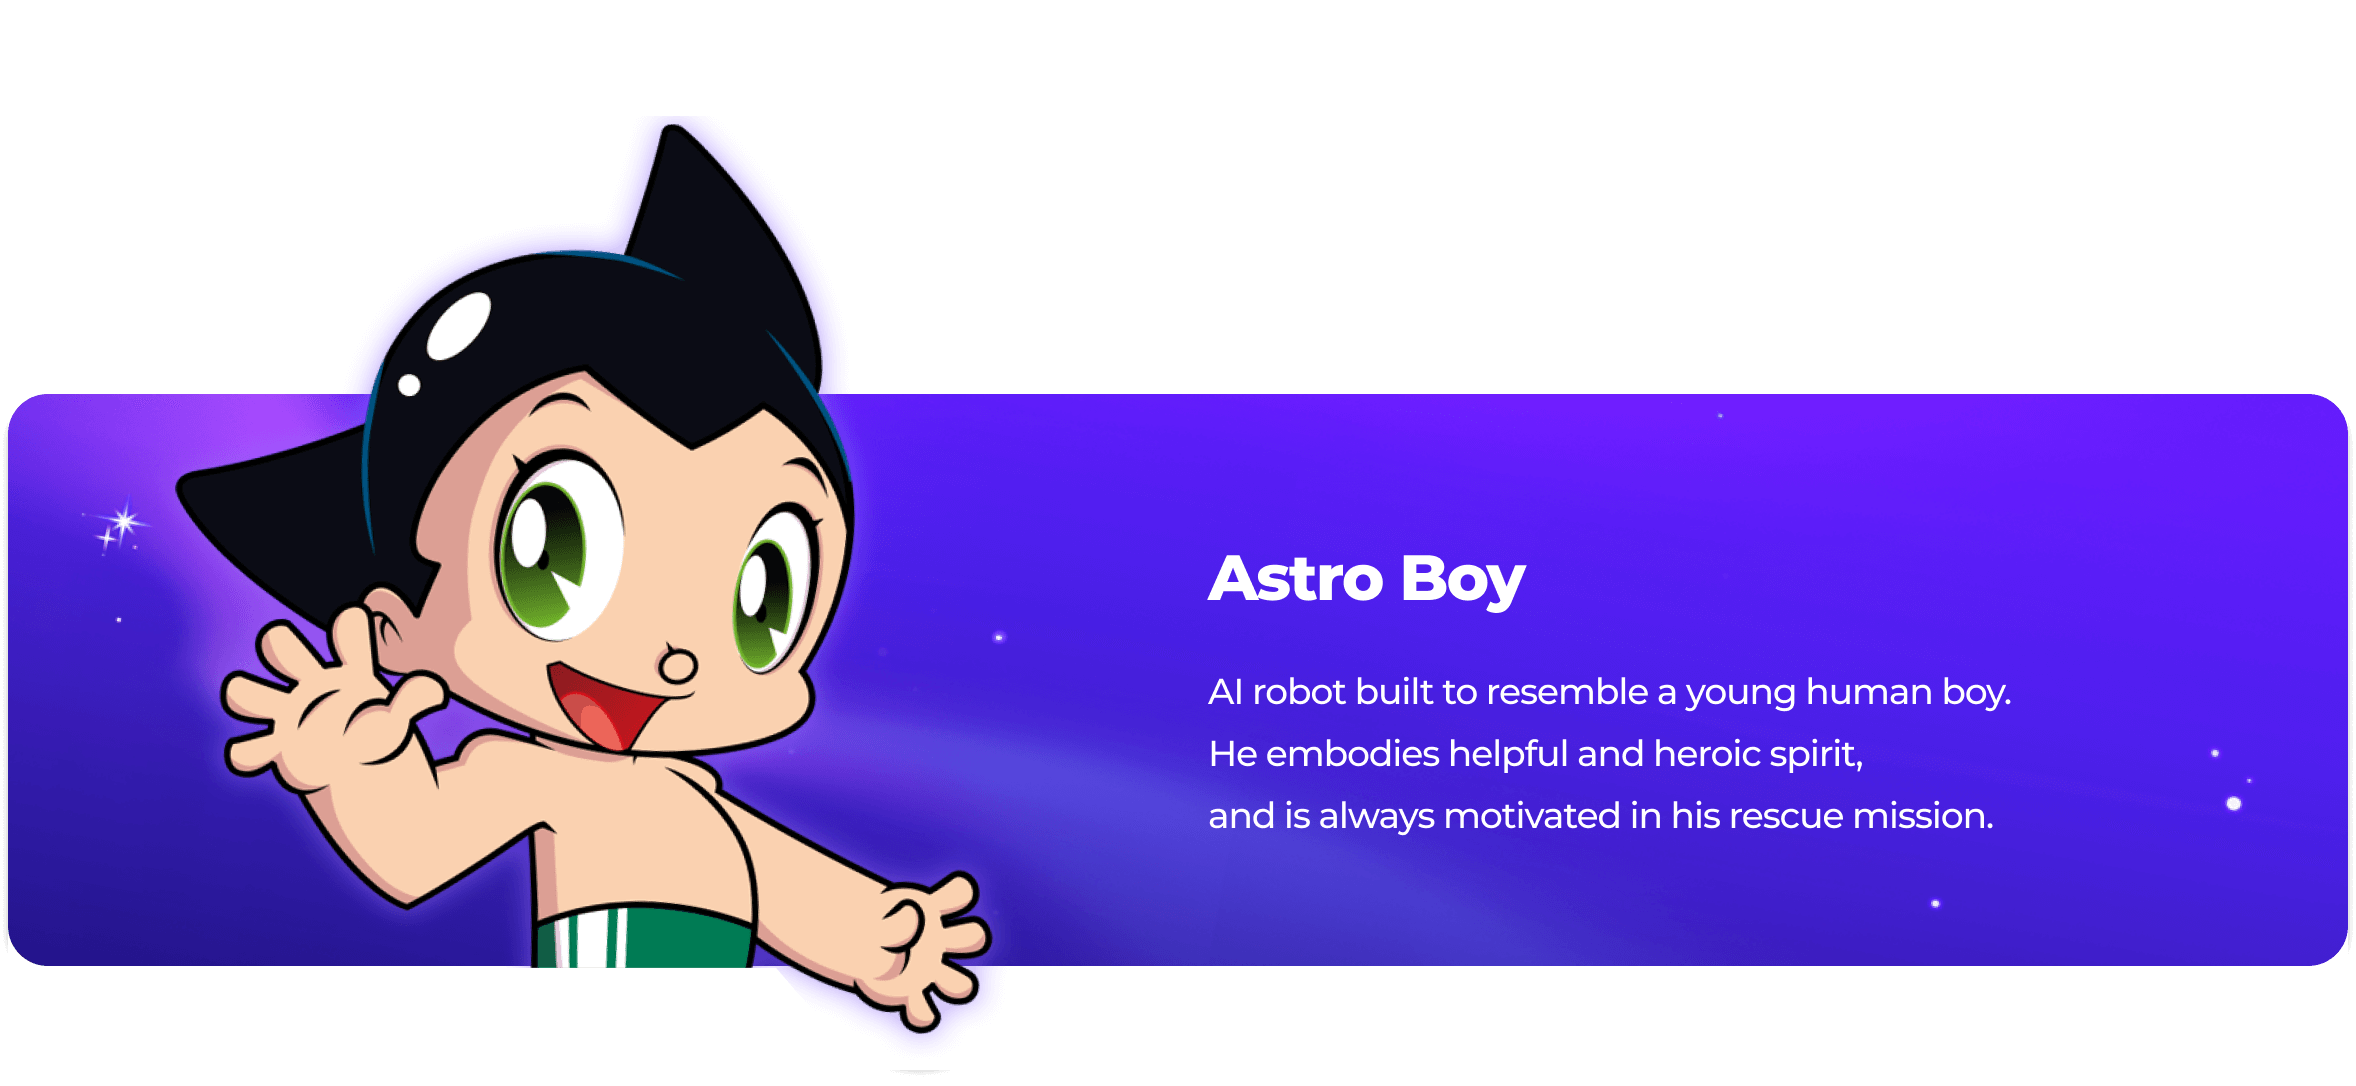 Astro Boy
AI robot built to resemble a young human boy.
He embodies helpful and heroic spirit,
and is always motivated in his rescue mission.